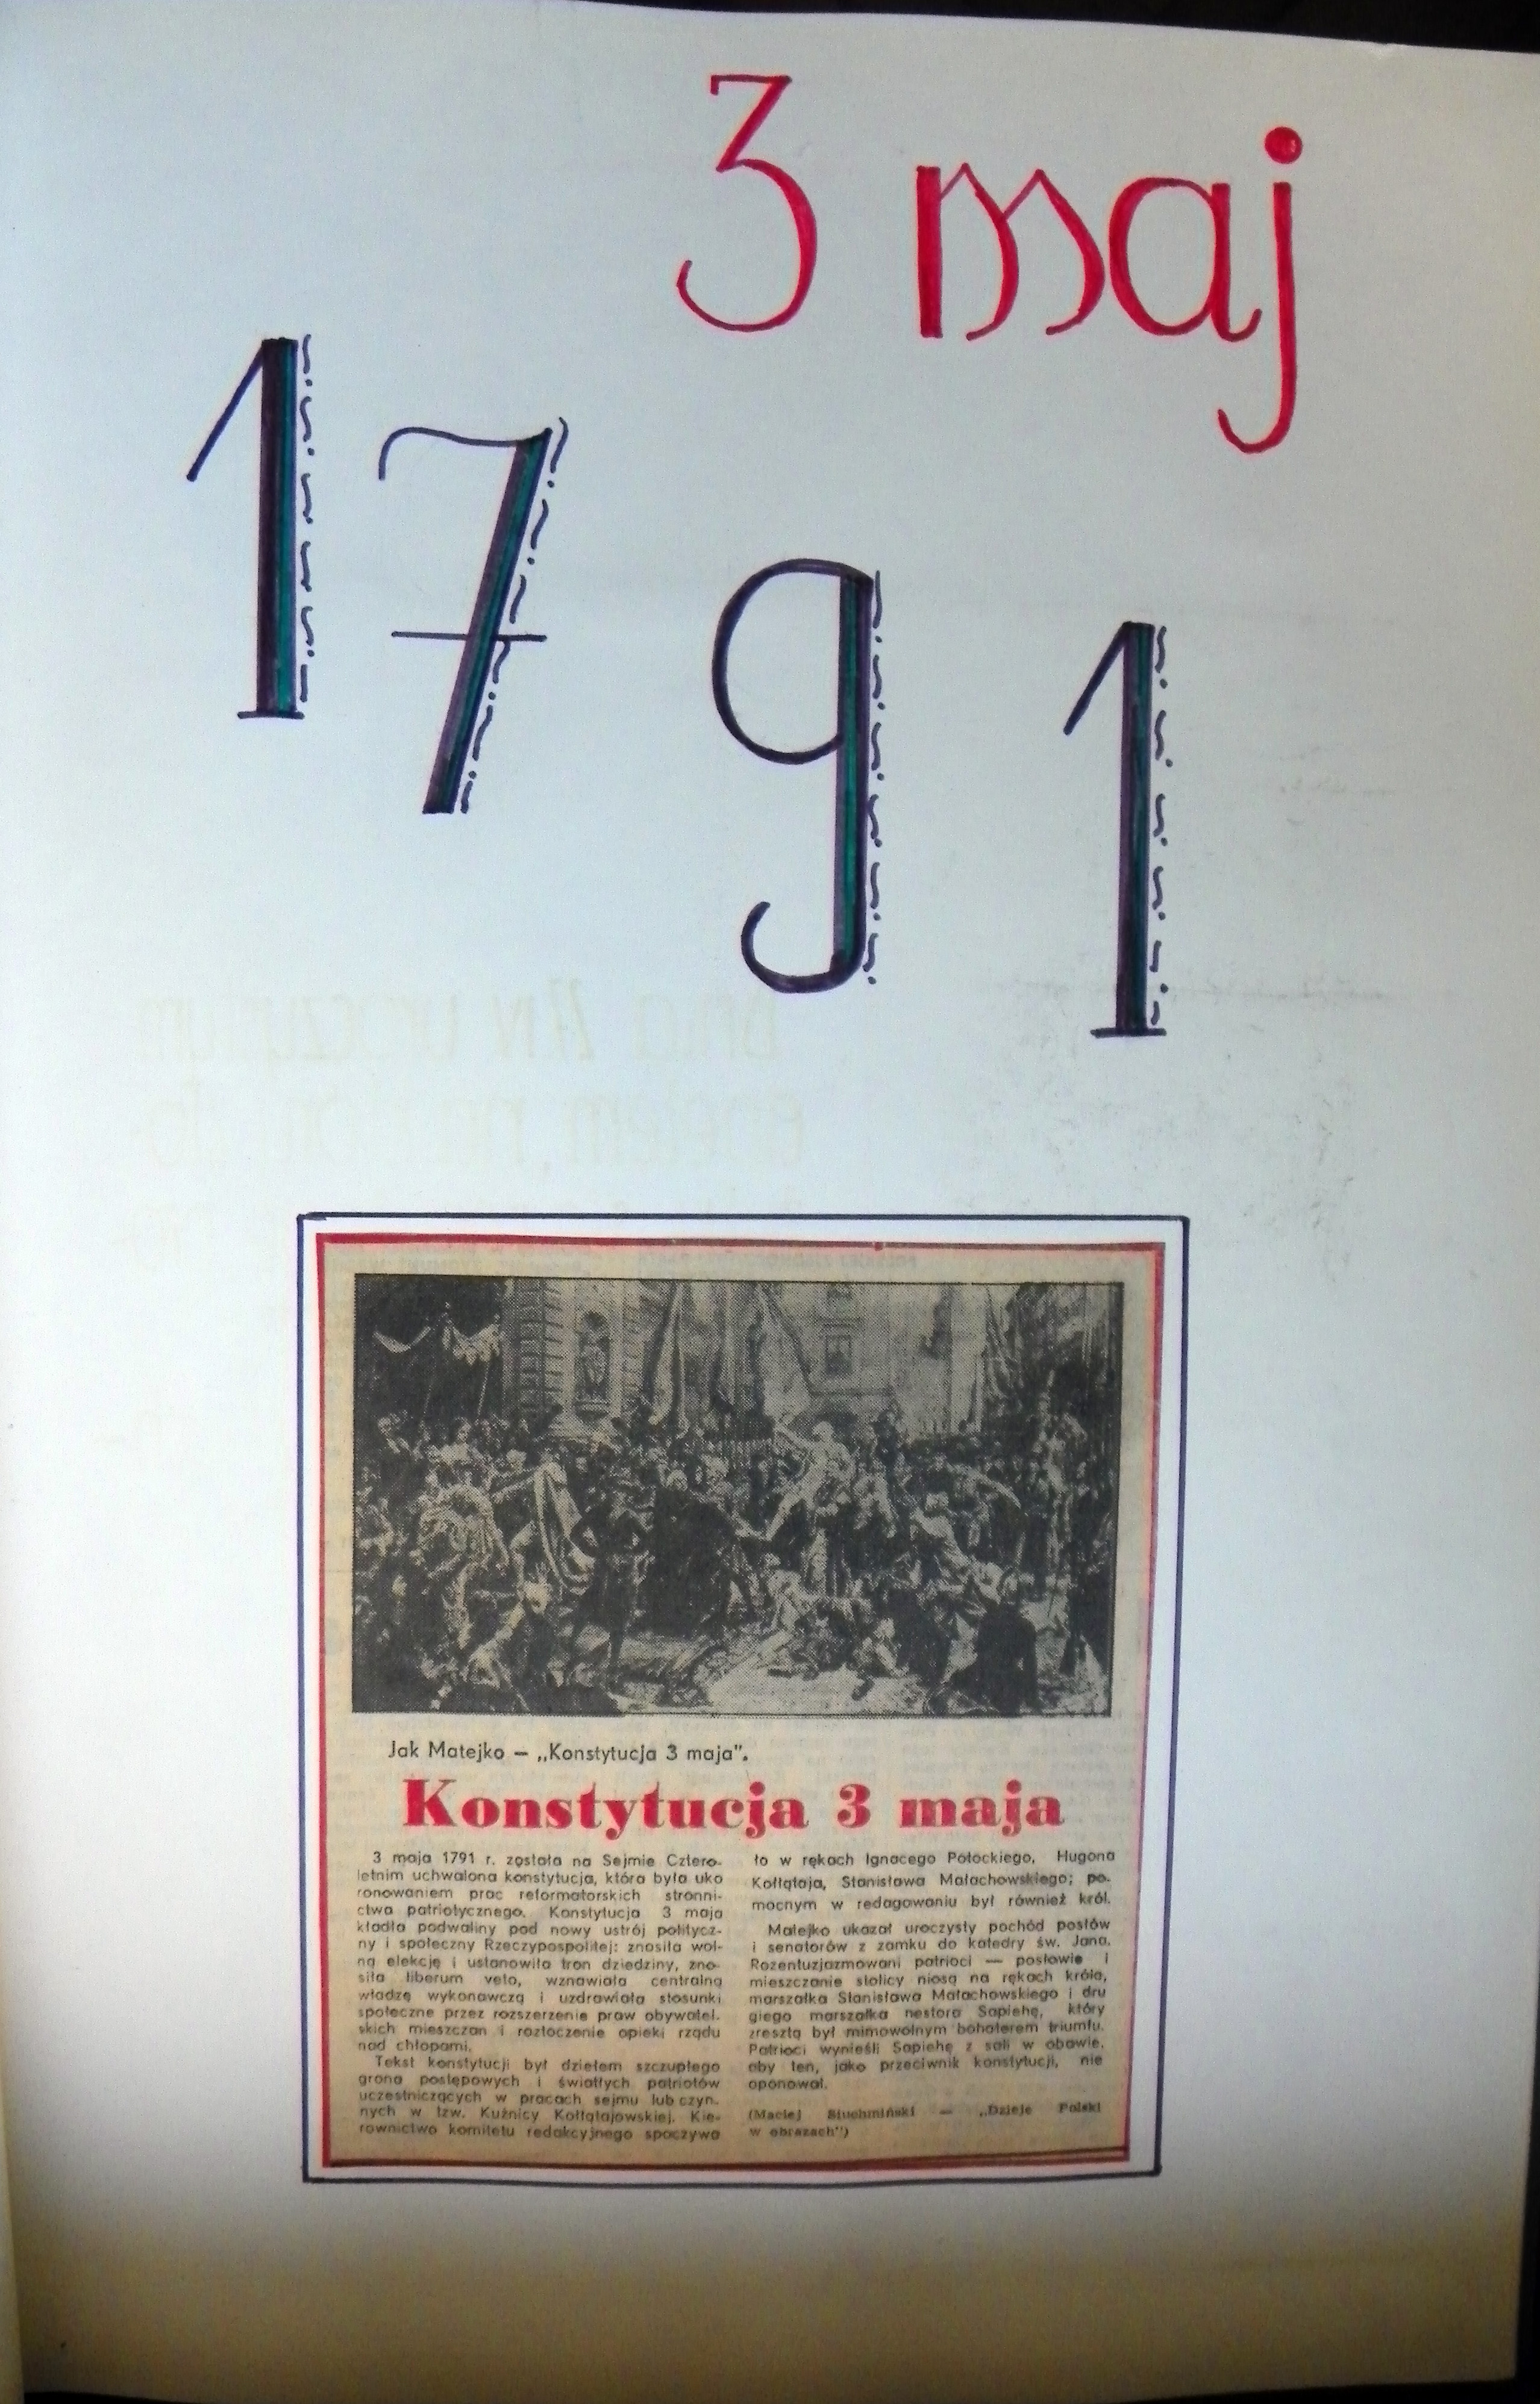 3 maj
1791
Jak Matejko — „Konstytucja 3 maja".
Konstytucja 3 maja
3 maja 1791 r. została na Sejmie Cztero-
letnim uchwalona konstytucja, która była uko
ronowaniem prac reformatorskich stronni-
ctwa patriotycznego. Konstytucja 3 maja
kładła podwaliny pod nowy ustrój politycz-
ny i społeczny Rzeczypospolitej: znosiła wol-
ną elekcję i ustanowiła tron dziedziny, zno-
siła liberum veto, wznawiała centralną
władzę wykonawczą i uzdrawiała stosunki
społeczne przez rozszerzenie praw obywatel.
skich mieszczan i roztoczenie opieki rządu
nad chłopami.
Tekst konstytucji był dziełem szczupłego
grona postępowych i światłych patriotów
uczestniczących w pracach sejmu lub czyn.
nych w tzw. Kuźnicy Kołłątajowskiej. Kie-
rownictwo komitetu redakcyjnego spoczywa
ło w rękach Ignacego Potockiego, Hugona
Kołłątaja, Stanisława Małachowskiego; po-
mocnym w redagowaniu był również król.
Matejko ukazał uroczysty pochód posłów
i senatorów z zamku do katedry św. Jana.
Rozentuzjazmowani patrioci — posłowie i
mieszczanie stolicy niosą na rękach króla,
marszałka Stanisława Małachowskiego i dru
giego marszałka nestora Sapiehę, który
zresztą był mimowolnym bohaterem triumfu.
Patrioci wynieśli Sapiehę z sali w obawie,
aby ten, jako przeciwnik konstytucji, nie
oponował.
(Maciej Słuchmiński — „Dzieje Polski
w obrazach")